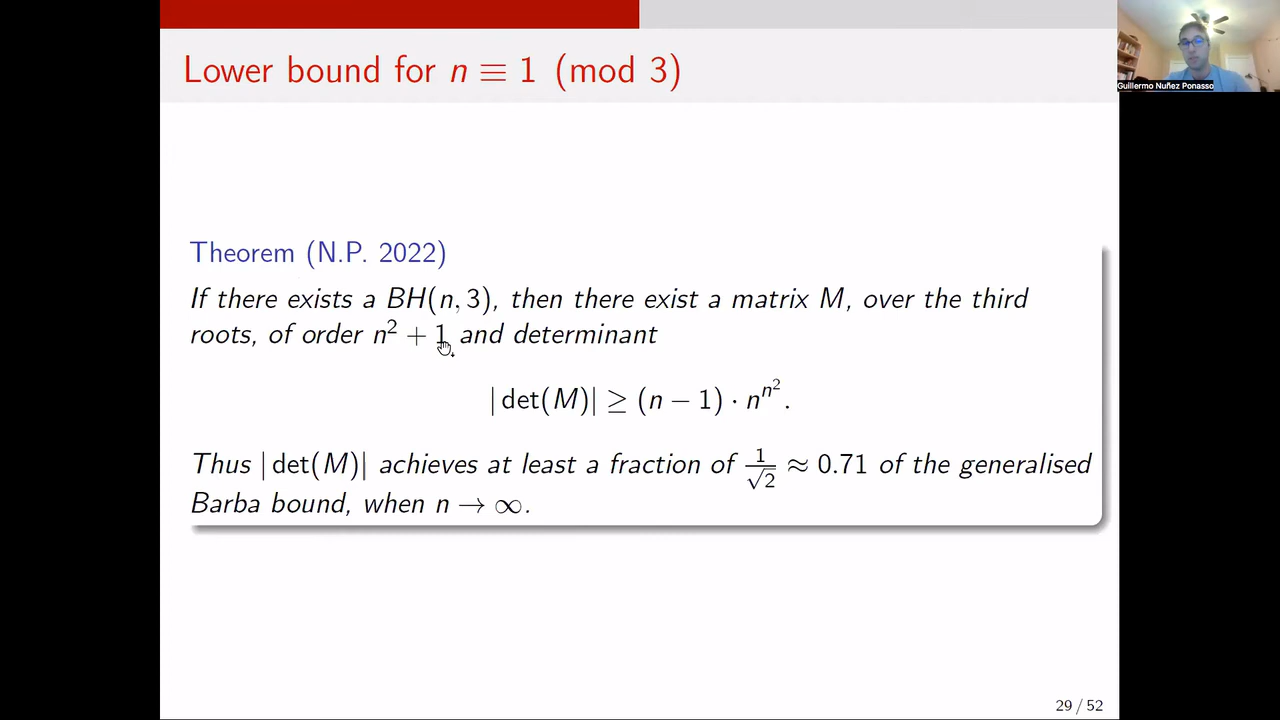 Lower bound for n ≡ 1 (mod 3)
Guillermo Nuñez Ponasso
Theorem (N.P. 2022)
If there exists a BH(n, 3), then there exist a matrix M, over the third
roots, of order n² + 1 and determinant
| det(M)| ≥ (n − 1) · n^{n²}.
Thus | det(M)| achieves at least a fraction of 1/√2 ≈ 0.71 of the generalised
Barba bound, when n → ∞.
29 / 52